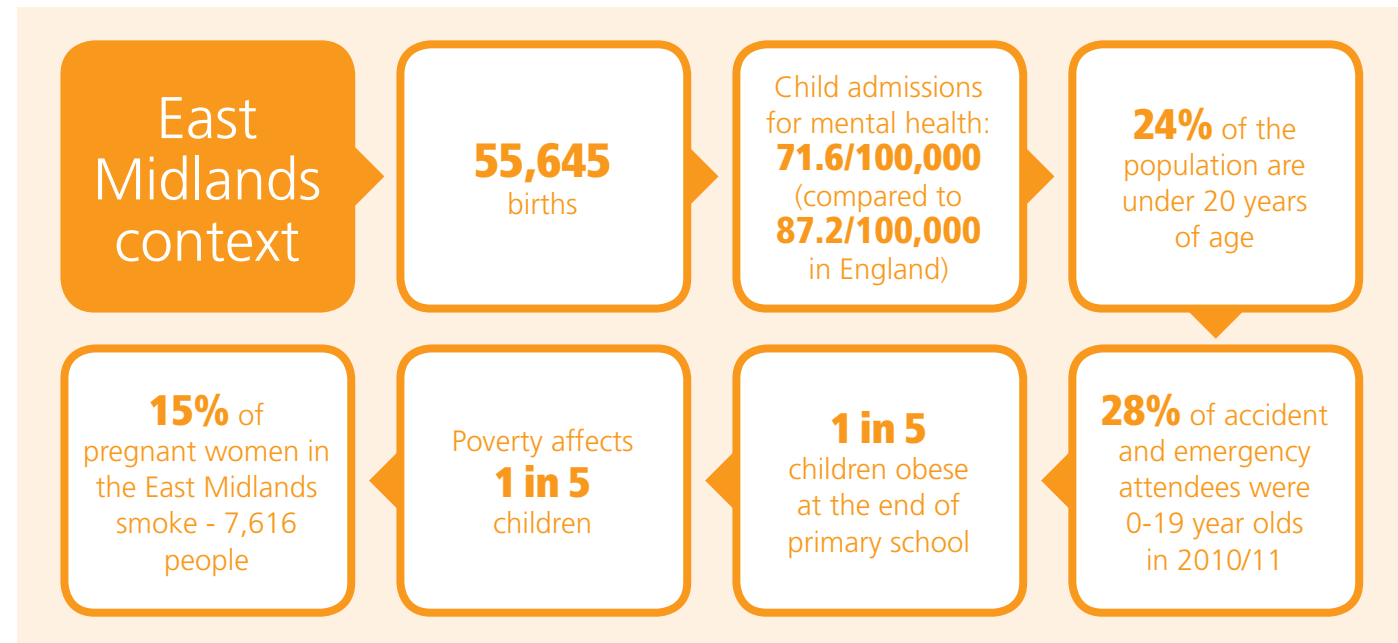 East
Midlands
context
55,645
births
Child admissions
for mental health:
71.6/100,000
(compared to
87.2/100,000
in England)
24% of the
population are
under 20 years
of age
28% of accident
and emergency
attendees were
0-19 year olds
in 2010/11
1 in 5
children obese
at the end of
primary school
Poverty affects
1 in 5
children
15% of
pregnant women in
the East Midlands
smoke - 7,616
people